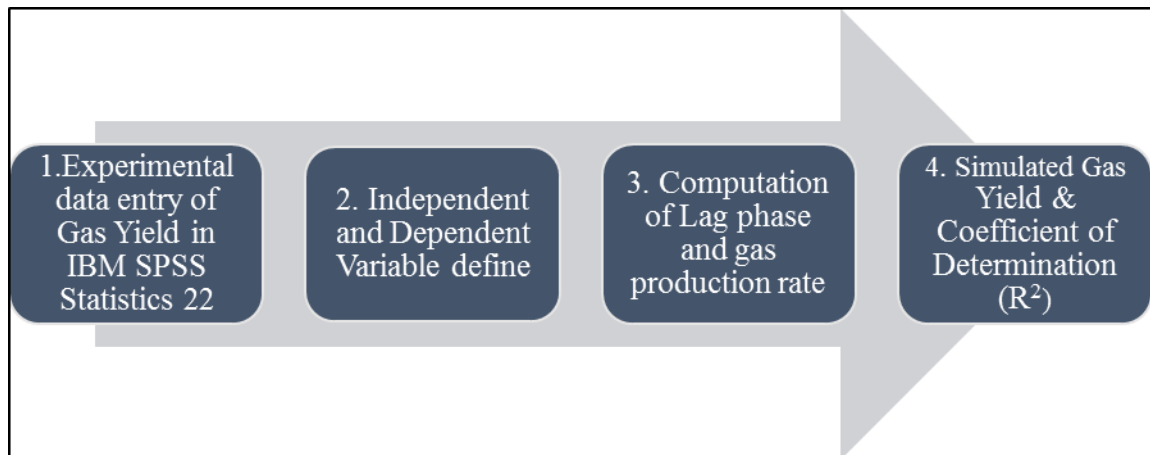 1.Experimental
data entry of
Gas Yield in
IBM SPSS
Statistics 22
2. Independent
and Dependent
Variable define
3. Computation
of Lag phase
and gas
production rate
4. Simulated Gas
Yield &
Coefficient of
Determination
(R²)